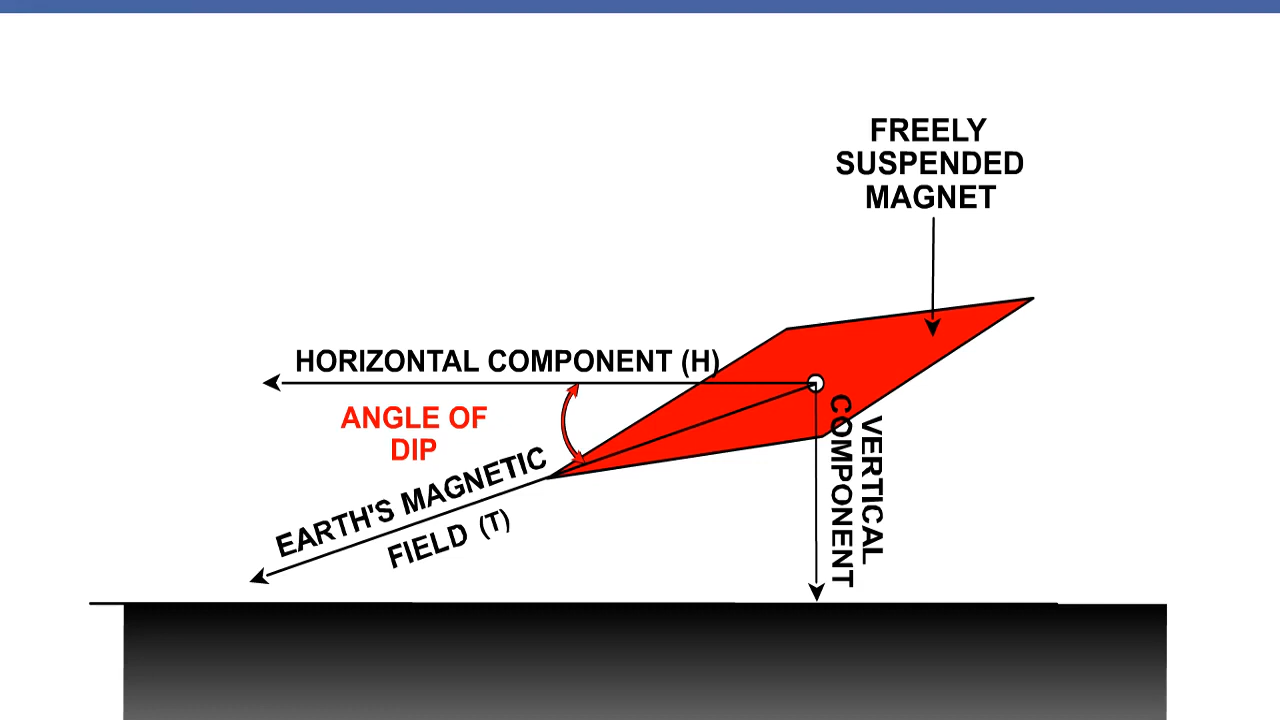 FREELY
SUSPENDED
MAGNET
HORIZONTAL COMPONENT (H)
ANGLE OF
DIP
EARTH'S MAGNETIC
FIELD (T)
VERTICAL
COMPONENT